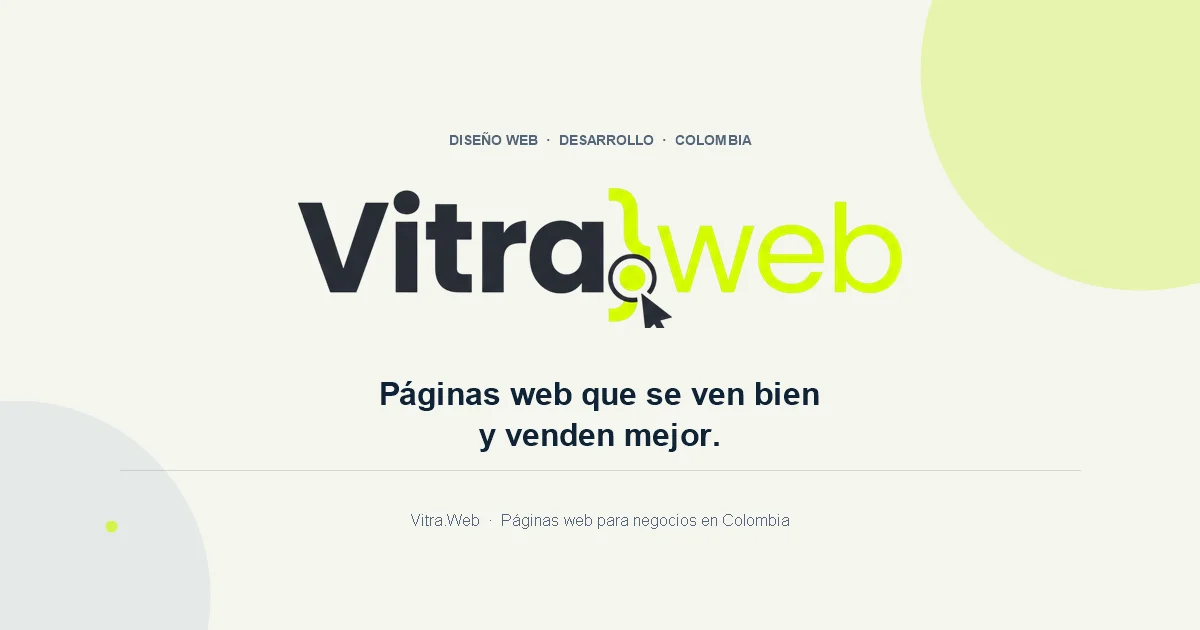 DISEÑO WEB · DESARROLLO · COLOMBIA
Vitra}web
Páginas web que se ven bien
y venden mejor.
Vitra.Web · Páginas web para negocios en Colombia